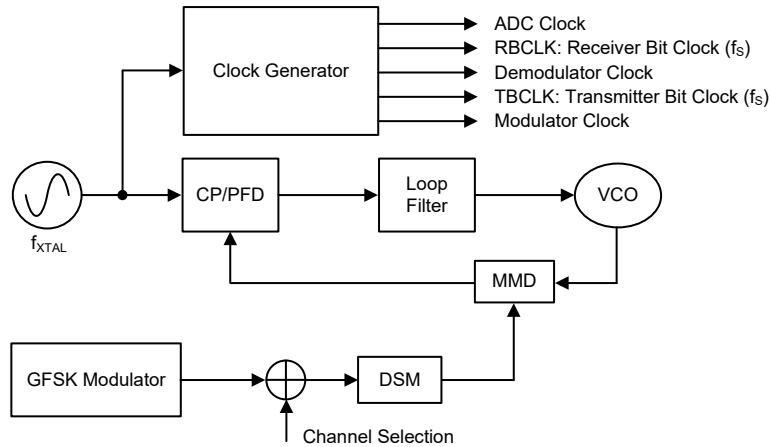 ADC Clock
RBCLK: Receiver Bit Clock (fS)
Clock Generator
Demodulator Clock
TBCLK: Transmitter Bit Clock (fS)
Modulator Clock
CP/PFD
Loop
Filter
VCO
fXTAL
MMD
GFSK Modulator
DSM
Channel Selection